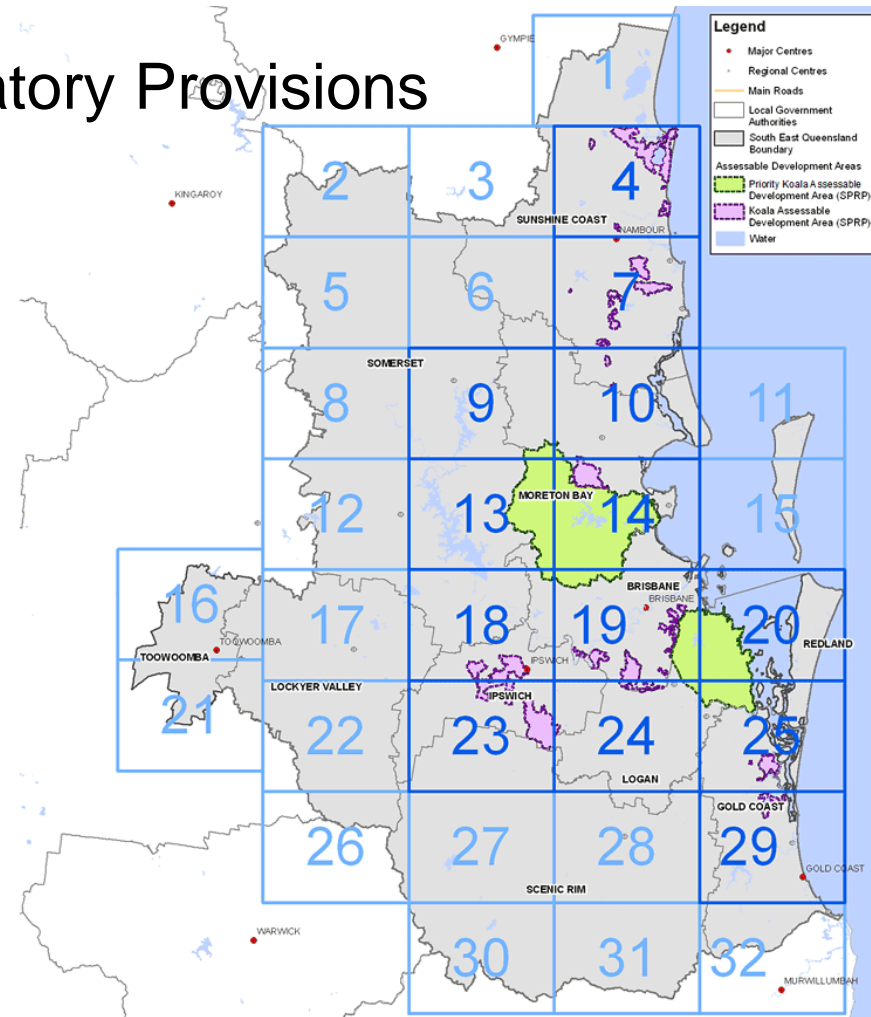 atory Provisions
Legend
Major Centres
Regional Centres
Main Roads
Local Government
Authorities
South East Queensland
Boundary
Assessable Development Areas
Priority Koala Assessable
Development Area (SPRP)
Koala Assessable
Development Area (SPRP)
Water
GYMPIE
1
2
3
4
KINGAROY
SUNSHINE COAST
NAMBOUR
5
6
7
SOMERSET
8
9
10
11
MORETON BAY
12
13
14
15
BRISBANE
BRISBANE
16
17
18
19
20
TOOWOOMBA
REDLAND
TOOWOOMBA
IPSWICH
LOCKYER VALLEY
IPSWICH
21
22
23
24
25
LOGAN
GOLD COAST
26
27
28
29
GOLD COAST
SCENIC RIM
WARWICK
30
31
32
MURWILLUMBAH